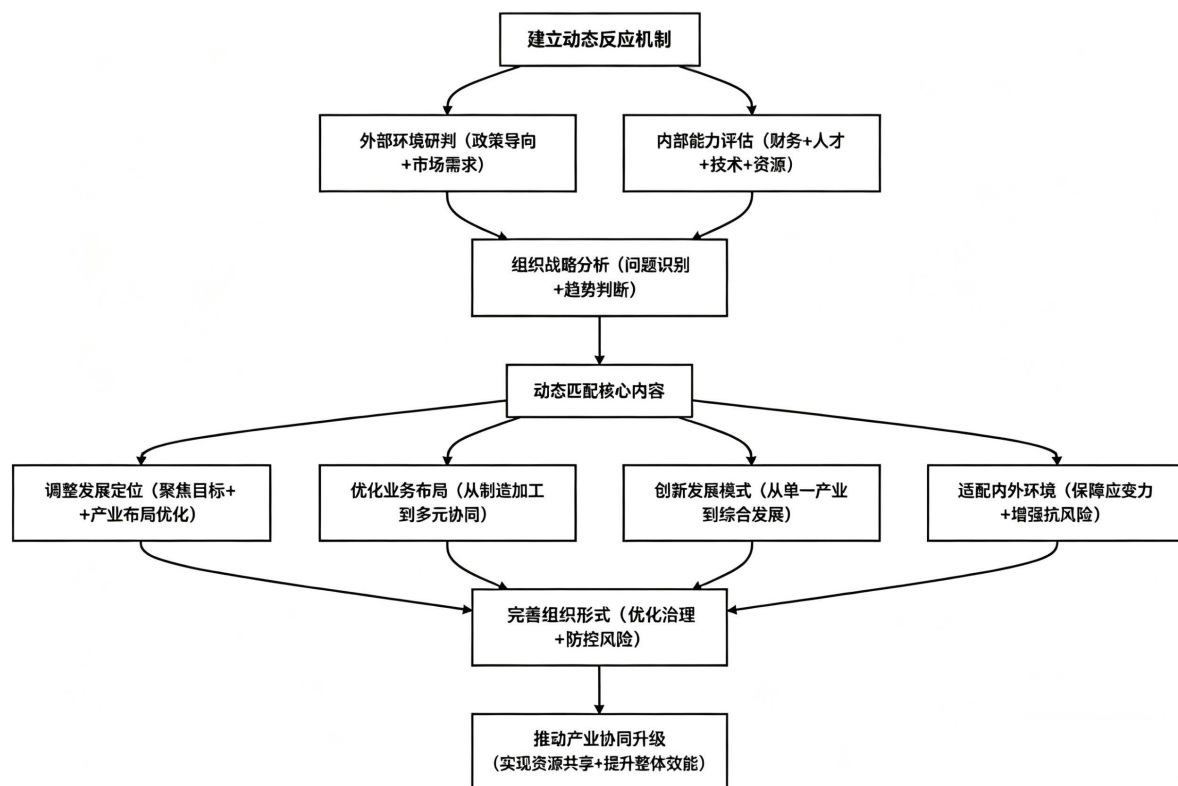 建立动态反应机制
外部环境研判（政策导向
+市场需求）
内部能力评估（财务+人才
+技术+资源）
组织战略分析（问题识别
+趋势判断）
动态匹配核心内容
调整发展定位（聚焦目标+
+产业布局优化）
优化业务布局（从制造加工
到多元协同）
创新发展模式（从单一产业
到综合发展）
适配内外环境（保障应变力
+增强抗风险）
完善组织形式（优化治理
+防控风险）
推动产业协同升级
（实现资源共享+提升整体效能）